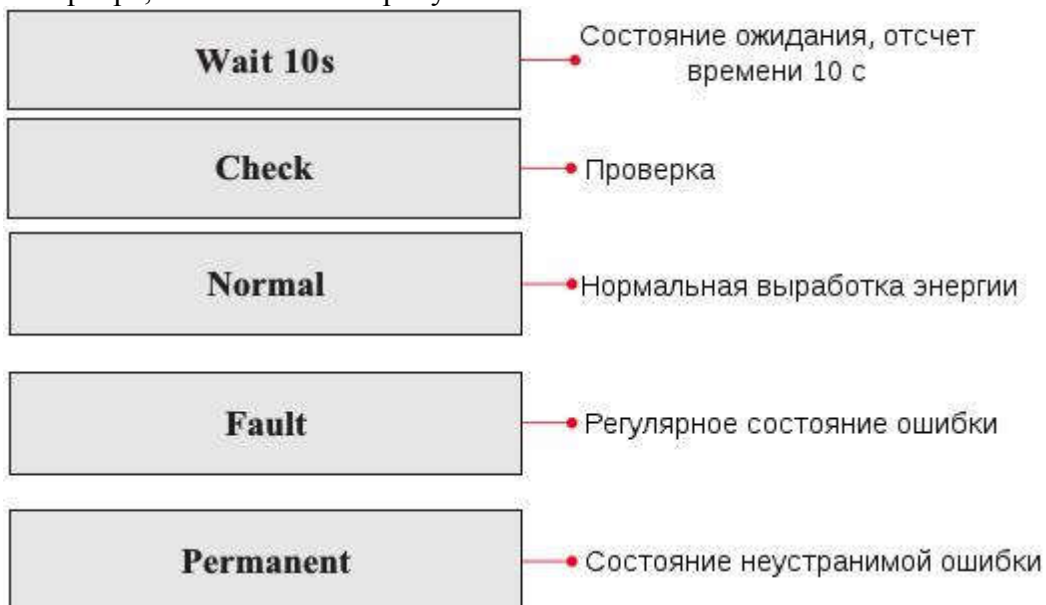 Wait 10s
Состояние ожидания, отсчет
времени 10 с
Check
Проверка
Normal
Нормальная выработка энергии
Fault
Регулярное состояние ошибки
Permanent
Состояние неустранимой ошибки